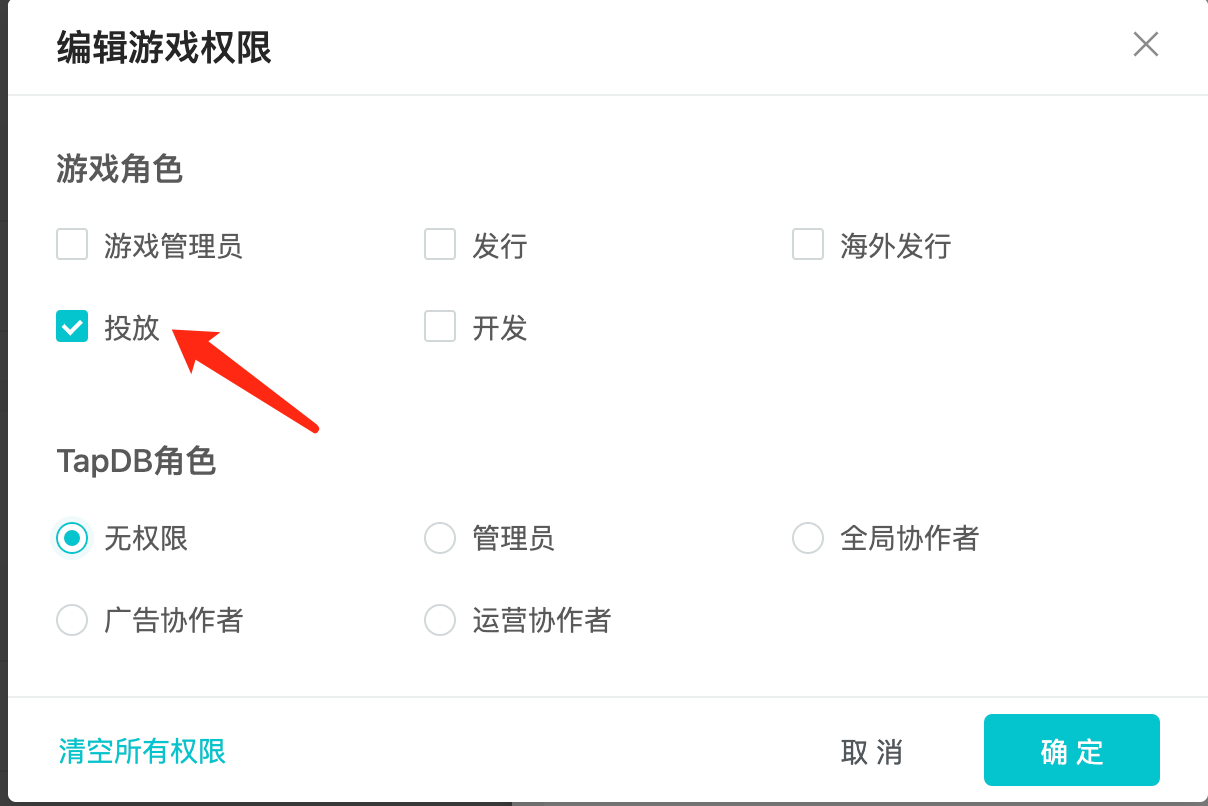 编辑游戏权限
游戏角色
游戏管理员 发行 海外发行
投放 开发
TapDB角色
无权限 管理员 全局协作者
广告协作者 运营协作者
清空所有权限 取消 确定